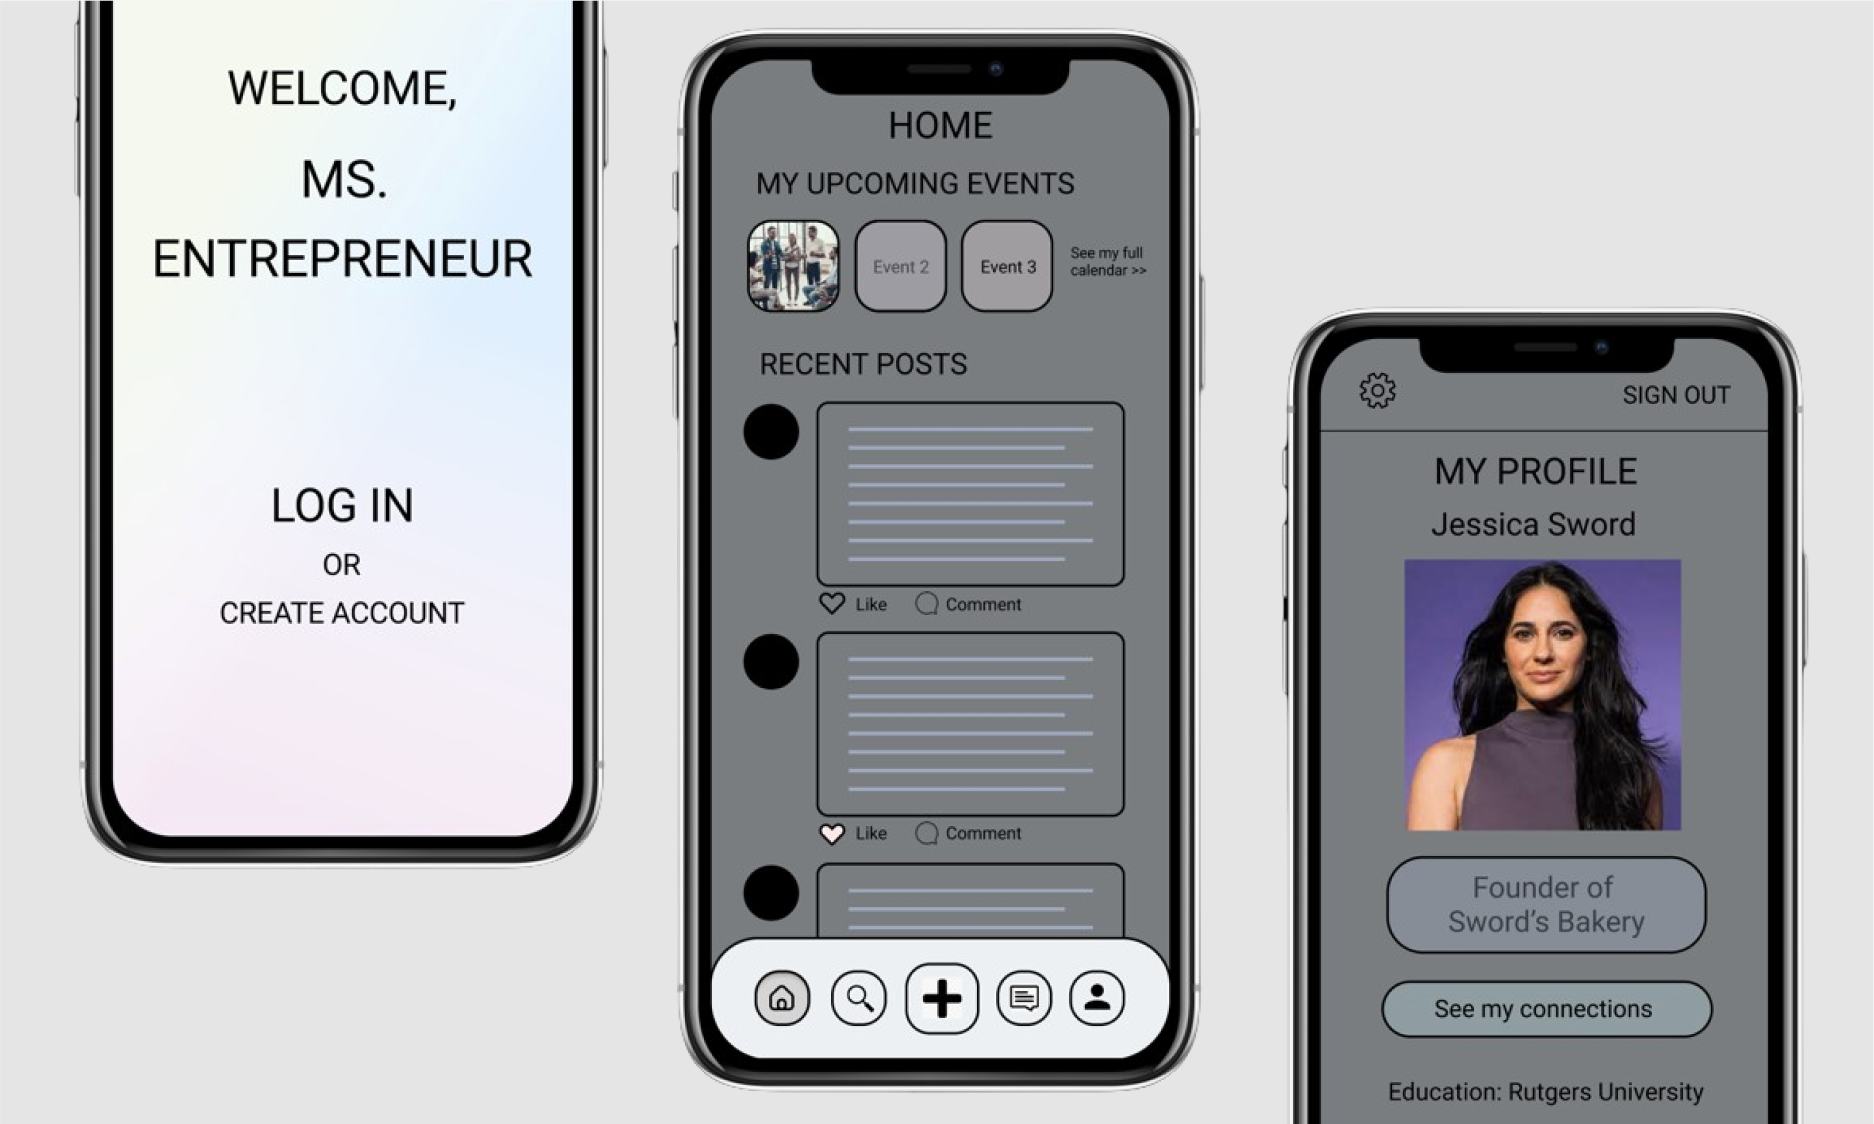 WELCOME,
MS.
ENTREPRENEUR
LOG IN
OR
CREATE ACCOUNT
HOME
MY UPCOMING EVENTS
Event 2
Event 3
See my full
calendar >>
RECENT POSTS
Like
Comment
Like
Comment
SIGN OUT
MY PROFILE
Jessica Sword
Founder of
Sword’s Bakery
See my connections
Education: Rutgers University